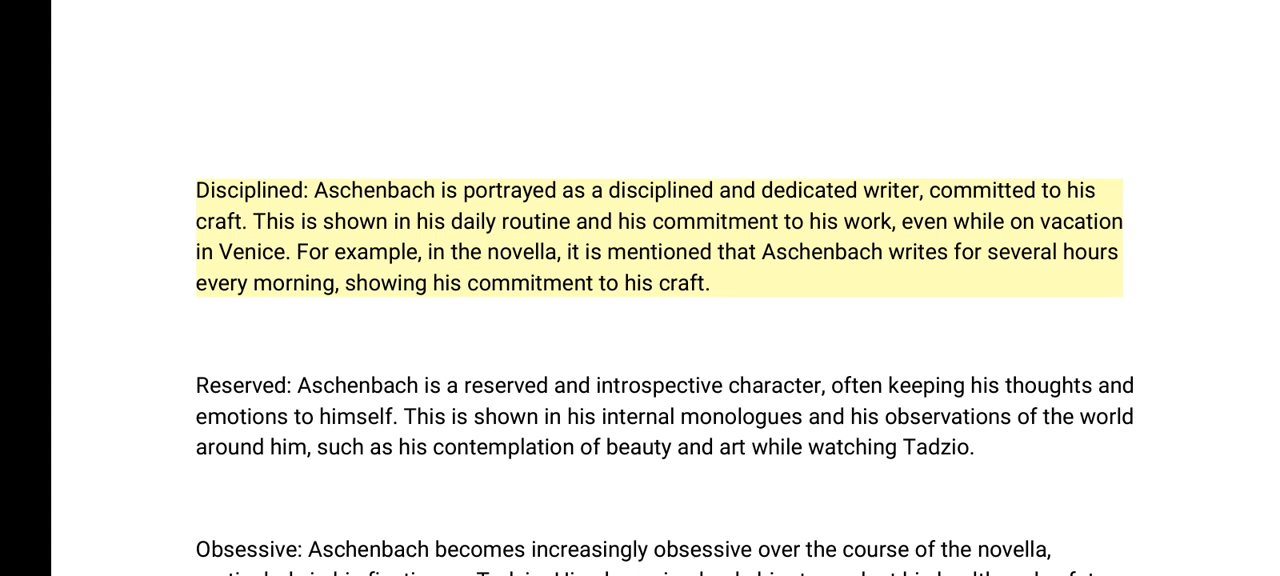 Disciplined: Aschenbach is portrayed as a disciplined and dedicated writer, committed to his
craft. This is shown in his daily routine and his commitment to his work, even while on vacation
in Venice. For example, in the novella, it is mentioned that Aschenbach writes for several hours
every morning, showing his commitment to his craft.
Reserved: Aschenbach is a reserved and introspective character, often keeping his thoughts and
emotions to himself. This is shown in his internal monologues and his observations of the world
around him, such as his contemplation of beauty and art while watching Tadzio.
Obsessive: Aschenbach becomes increasingly obsessive over the course of the novella,